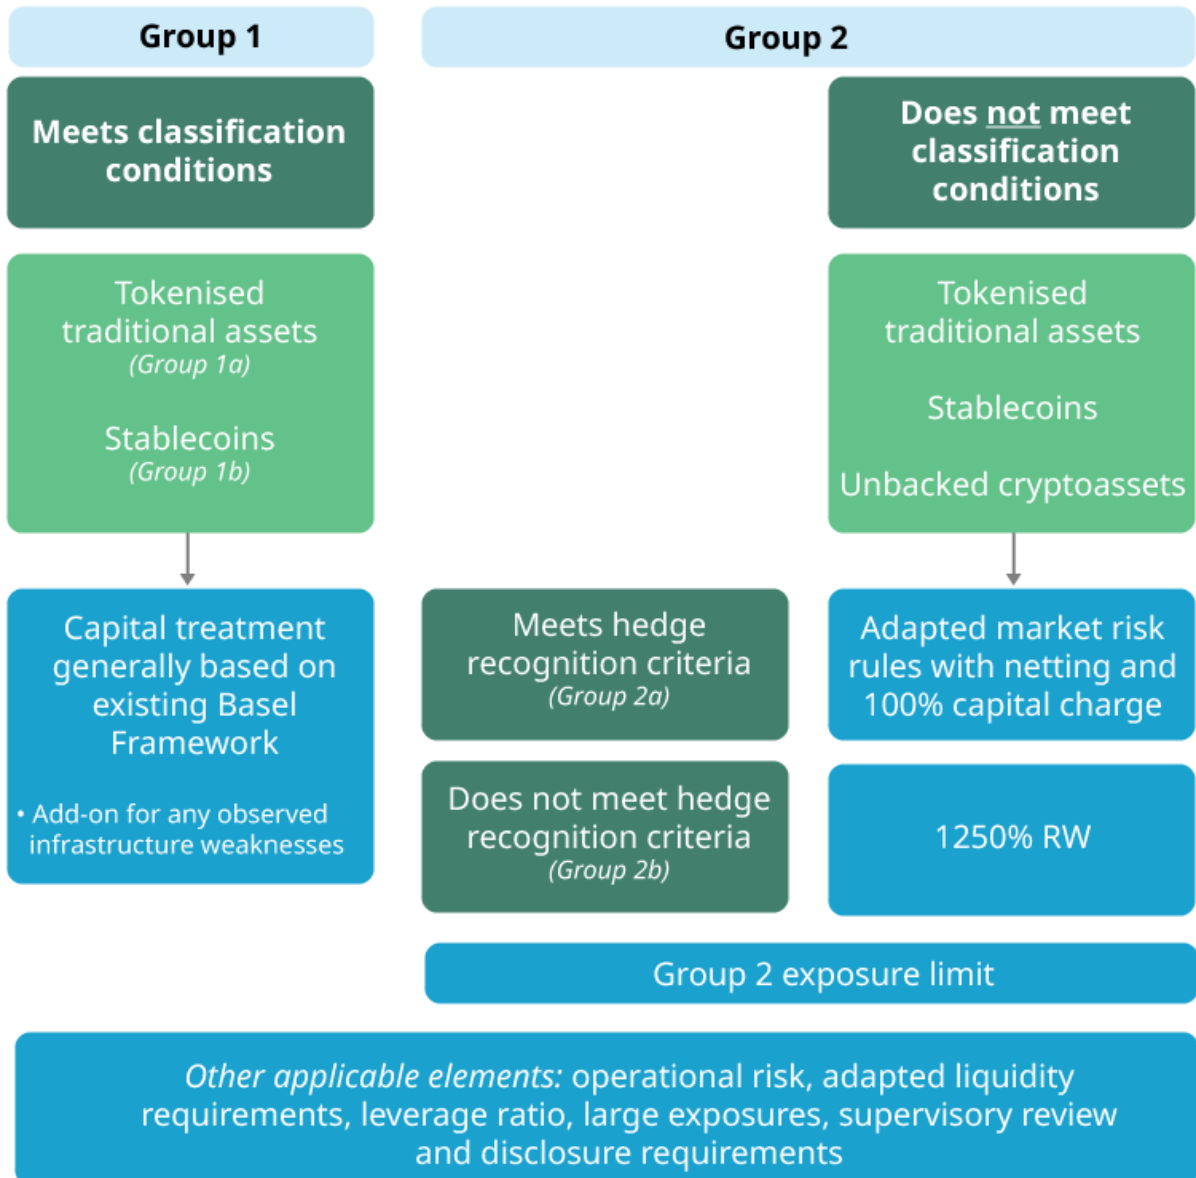 Group 1
Group 2
Meets classification
conditions
Does not meet
classification
conditions
Tokenised
traditional assets
(Group 1a)
Stablecoins
(Group 1b)
Tokenised
traditional assets
Stablecoins
Unbacked cryptoassets
Capital treatment
generally based on
existing Basel
Framework
• Add-on for any observed
infrastructure weaknesses
Meets hedge
recognition criteria
(Group 2a)
Adapted market risk
rules with netting and
100% capital charge
Does not meet hedge
recognition criteria
(Group 2b)
1250% RW
Group 2 exposure limit
Other applicable elements: operational risk, adapted liquidity
requirements, leverage ratio, large exposures, supervisory review
and disclosure requirements